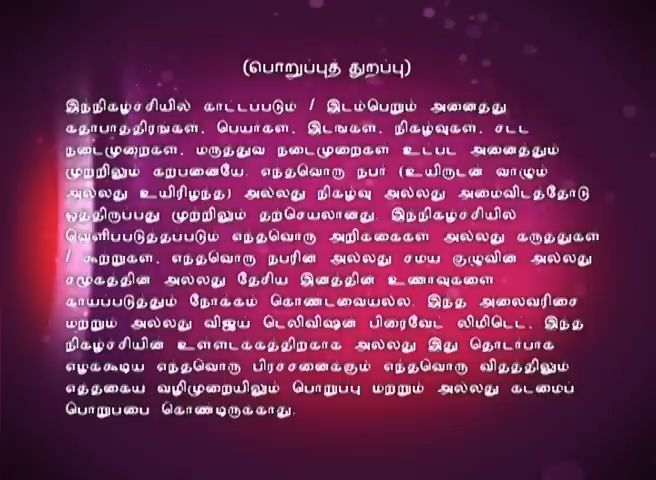 (பொறுப்புத் துறப்பு)
இந்நிகழ்ச்சியில் காட்டப்படும் / இடம்பெறும் அனைத்து
கதாபாத்திரங்கள், பெயர்கள், இடங்கள், நிகழ்வுகள், சட்ட
நடைமுறைகள், மருத்துவ நடைமுறைகள் உட்பட அனைத்தும்
முற்றிலும் கற்பனையே. எந்தவொரு நபர் (உயிருடன் வாழும்
அல்லது உயிரிழந்த) அல்லது நிகழ்வு அல்லது அமைவிடத்தோடு
ஒத்திருப்பது முற்றிலும் தற்செயலானது. இந்நிகழ்ச்சியில்
வெளிப்படுத்தப்படும் எந்தவொரு அறிக்கைகள் அல்லது கருத்துகள்
/ கூற்றுகள், எந்தவொரு நபரின் அல்லது சமய குழுவின் அல்லது
சமூகத்தின் அல்லது தேசிய இனத்தின் உணர்வுகளை
காயப்படுத்தும் நோக்கம் கொண்டவையல்ல. இந்த அலைவரிசை
மற்றும் அல்லது விஜய் டெலிவிஷன் பிரைவேட் லிமிடெட், இந்த
நிகழ்ச்சியின் உள்ளடக்கத்திற்காக அல்லது இது தொடர்பாக
எழக்கூடிய எந்தவொரு பிரச்சனைக்கும் எந்தவொரு விதத்திலும்
எத்தகைய வழிமுறையிலும் பொறுப்பு மற்றும் அல்லது கடமைப்
பொறுப்பை கொண்டிருக்காது.